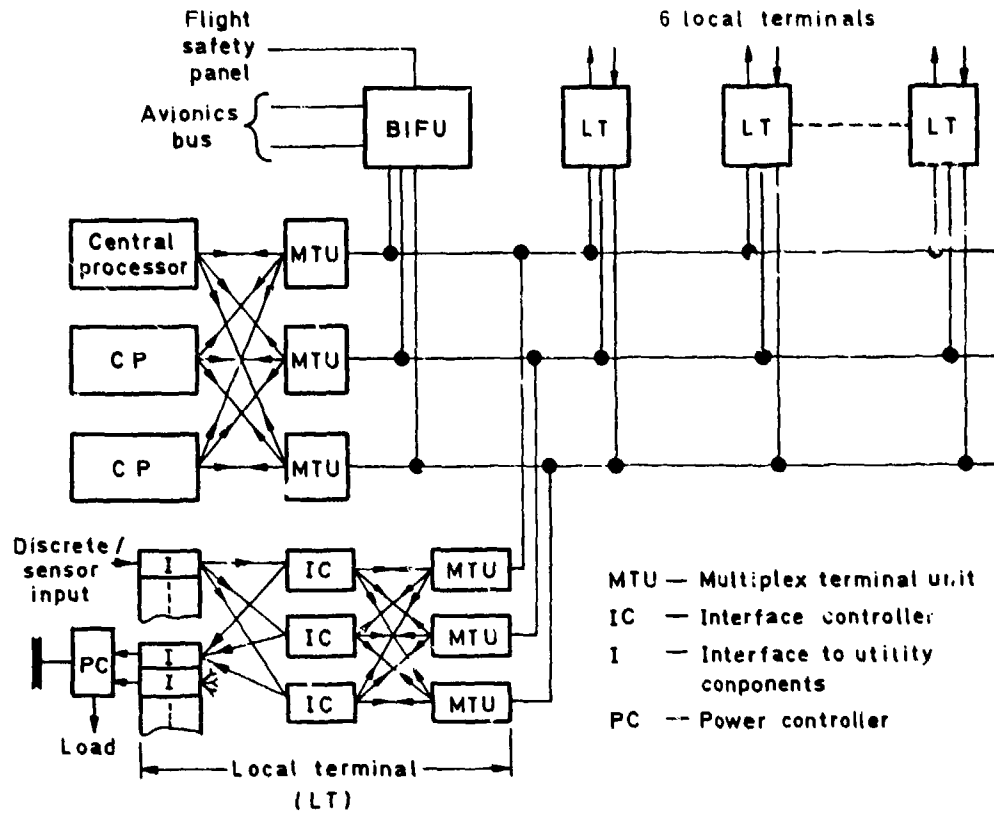 Flight
safety
panel
6 local terminals
Avionics
bus
BIFU
LT
LT
LT
Central
processor
MTU
CP
MTU
CP
MTU
Discrete/
sensor
input
I
IC
MTU
I
IC
MTU
PC
I
IC
MTU
Load
Local terminal
(LT)
MTU — Multiplex terminal unit
IC — Interface controller
I — Interface to utility
conponents
PC -- Power controller